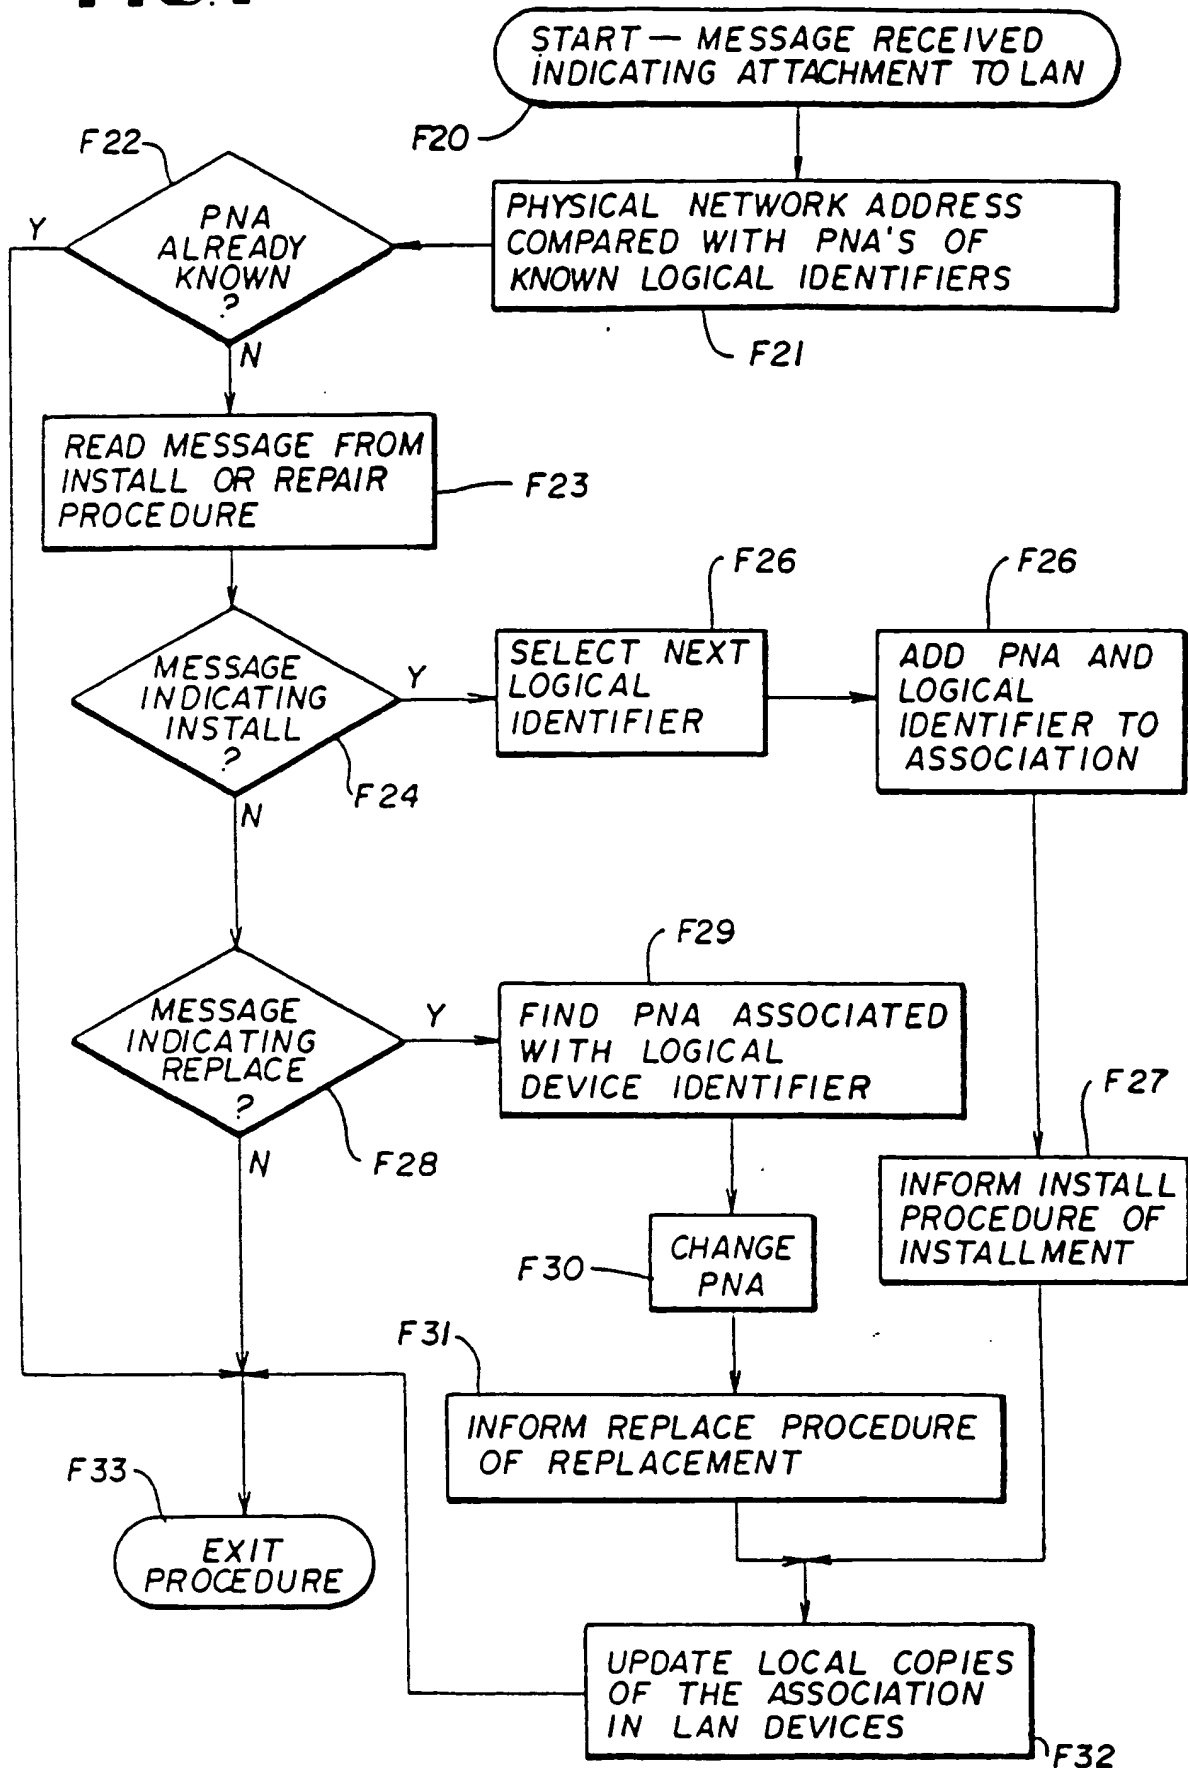 START — MESSAGE RECEIVED
INDICATING ATTACHMENT TO LAN
F20
F22
PHYSICAL NETWORK ADDRESS
COMPARED WITH PNA'S OF
KNOWN LOGICAL IDENTIFIERS
F21
PNA
ALREADY
KNOWN
?
Y
N
READ MESSAGE FROM
INSTALL OR REPAIR
PROCEDURE
F23
MESSAGE
INDICATING
INSTALL
?
Y
F24
N
F26
SELECT NEXT
LOGICAL
IDENTIFIER
F26
ADD PNA AND
LOGICAL
IDENTIFIER TO
ASSOCIATION
MESSAGE
INDICATING
REPLACE
?
Y
F28
N
F29
FIND PNA ASSOCIATED
WITH LOGICAL
DEVICE IDENTIFIER
F27
INFORM INSTALL
PROCEDURE OF
INSTALLMENT
F30
CHANGE
PNA
F31
INFORM REPLACE PROCEDURE
OF REPLACEMENT
F33
EXIT
PROCEDURE
UPDATE LOCAL COPIES
OF THE ASSOCIATION
IN LAN DEVICES
F32